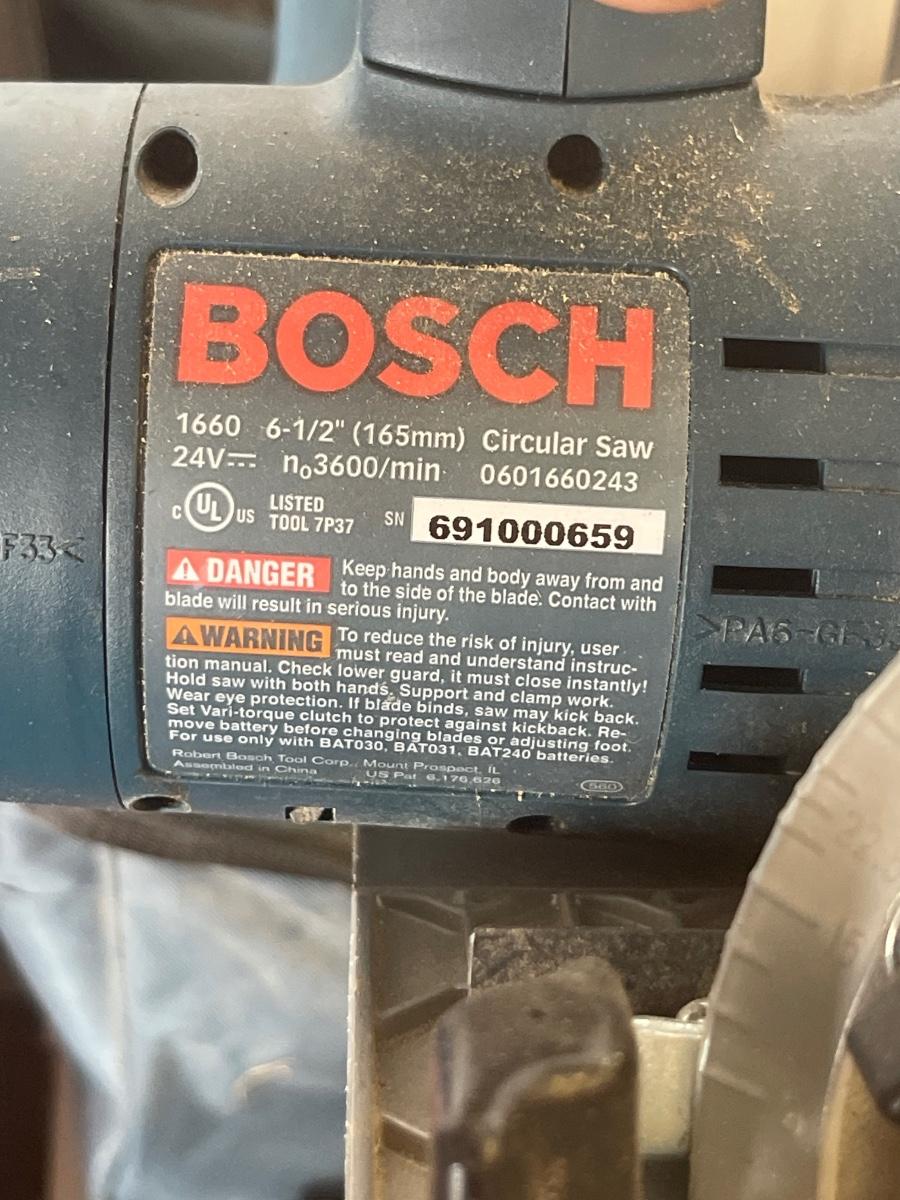 BOSCH
1660 6-1/2" (165mm) Circular Saw
24V⎓ n₀3600/min 0601660243
C UL US LISTED
TOOL 7P37
SN 691000659
⚠ DANGER Keep hands and body away from and
to the side of the blade. Contact with
blade will result in serious injury.
⚠ WARNING To reduce the risk of injury, user
must read and understand instruc-
tion manual. Check lower guard, it must close instantly!
Hold saw with both hands. Support and clamp work.
Wear eye protection. If blade binds, saw may kick back.
Set Vari-torque clutch to protect against kickback. Re-
move battery before changing blades or adjusting foot.
For use only with BAT030, BAT031, BAT240 batteries.
Robert Bosch Tool Corp., Mount Prospect, IL
Assembled in China US Pat 6,176,626
560
F33<
>PA6-GF3
22.
15